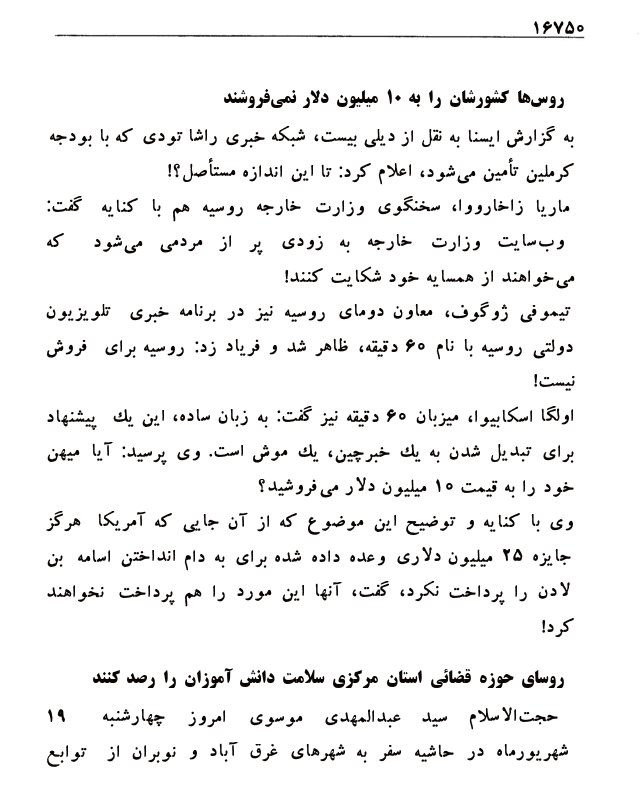 ۱۶۷۵۰
روس‌ها کشورشان را به ۱۰ میلیون دلار نمی‌فروشند
به گزارش ایسنا به نقل از دیلی بیست، شبکه خبری راشا تودی که با بودجه
کرملین تأمین می‌شود، اعلام کرد: تا این اندازه مستأصل؟!
ماریا زاخارووا، سخنگوی وزارت خارجه روسیه هم با کنایه گفت:
وب‌سایت وزارت خارجه به زودی پر از مردمی می‌شود که
می‌خواهند از همسایه خود شکایت کنند!
تیموفی ژوگوف، معاون دومای روسیه نیز در برنامه خبری تلویزیون
دولتی روسیه با نام ۶۰ دقیقه، ظاهر شد و فریاد زد: روسیه برای فروش
نیست!
اولگا اسکابیوا، میزبان ۶۰ دقیقه نیز گفت: به زبان ساده، این یك پیشنهاد
برای تبدیل شدن به یك خبرچین، یك موش است. وی پرسید: آیا میهن
خود را به قیمت ۱۰ میلیون دلار می‌فروشید؟
وی با کنایه و توضیح این موضوع که از آن جایی که آمریکا هرگز
جایزه ۲۵ میلیون دلاری وعده داده شده برای به دام انداختن اسامه بن
لادن را پرداخت نکرد، گفت، آنها این مورد را هم پرداخت نخواهند
کرد!
روسای حوزه قضائی استان مرکزی سلامت دانش آموزان را رصد کنند
حجت‌الاسلام سید عبدالمهدی موسوی امروز چهارشنبه ۱۹
شهریورماه در حاشیه سفر به شهرهای غرق آباد و نوبران از توابع